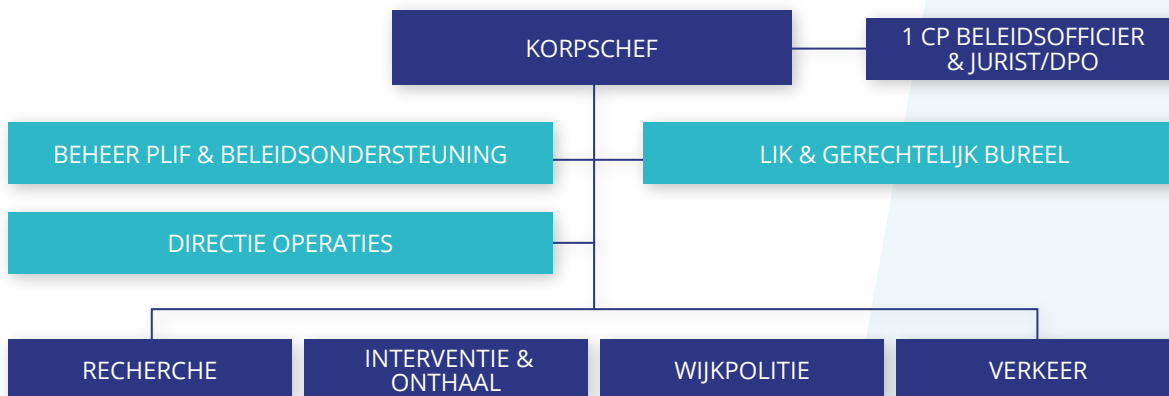 KORPSCHEF
1 CP BELEIDSOFFICIER
& JURIST/DPO
BEHEER PLIF & BELEIDSONDERSTEUNING
LIK & GERECHTELIJK BUREEL
DIRECTIE OPERATIES
RECHERCHE
INTERVENTIE &
ONTHAAL
WIJKPOLITIE
VERKEER